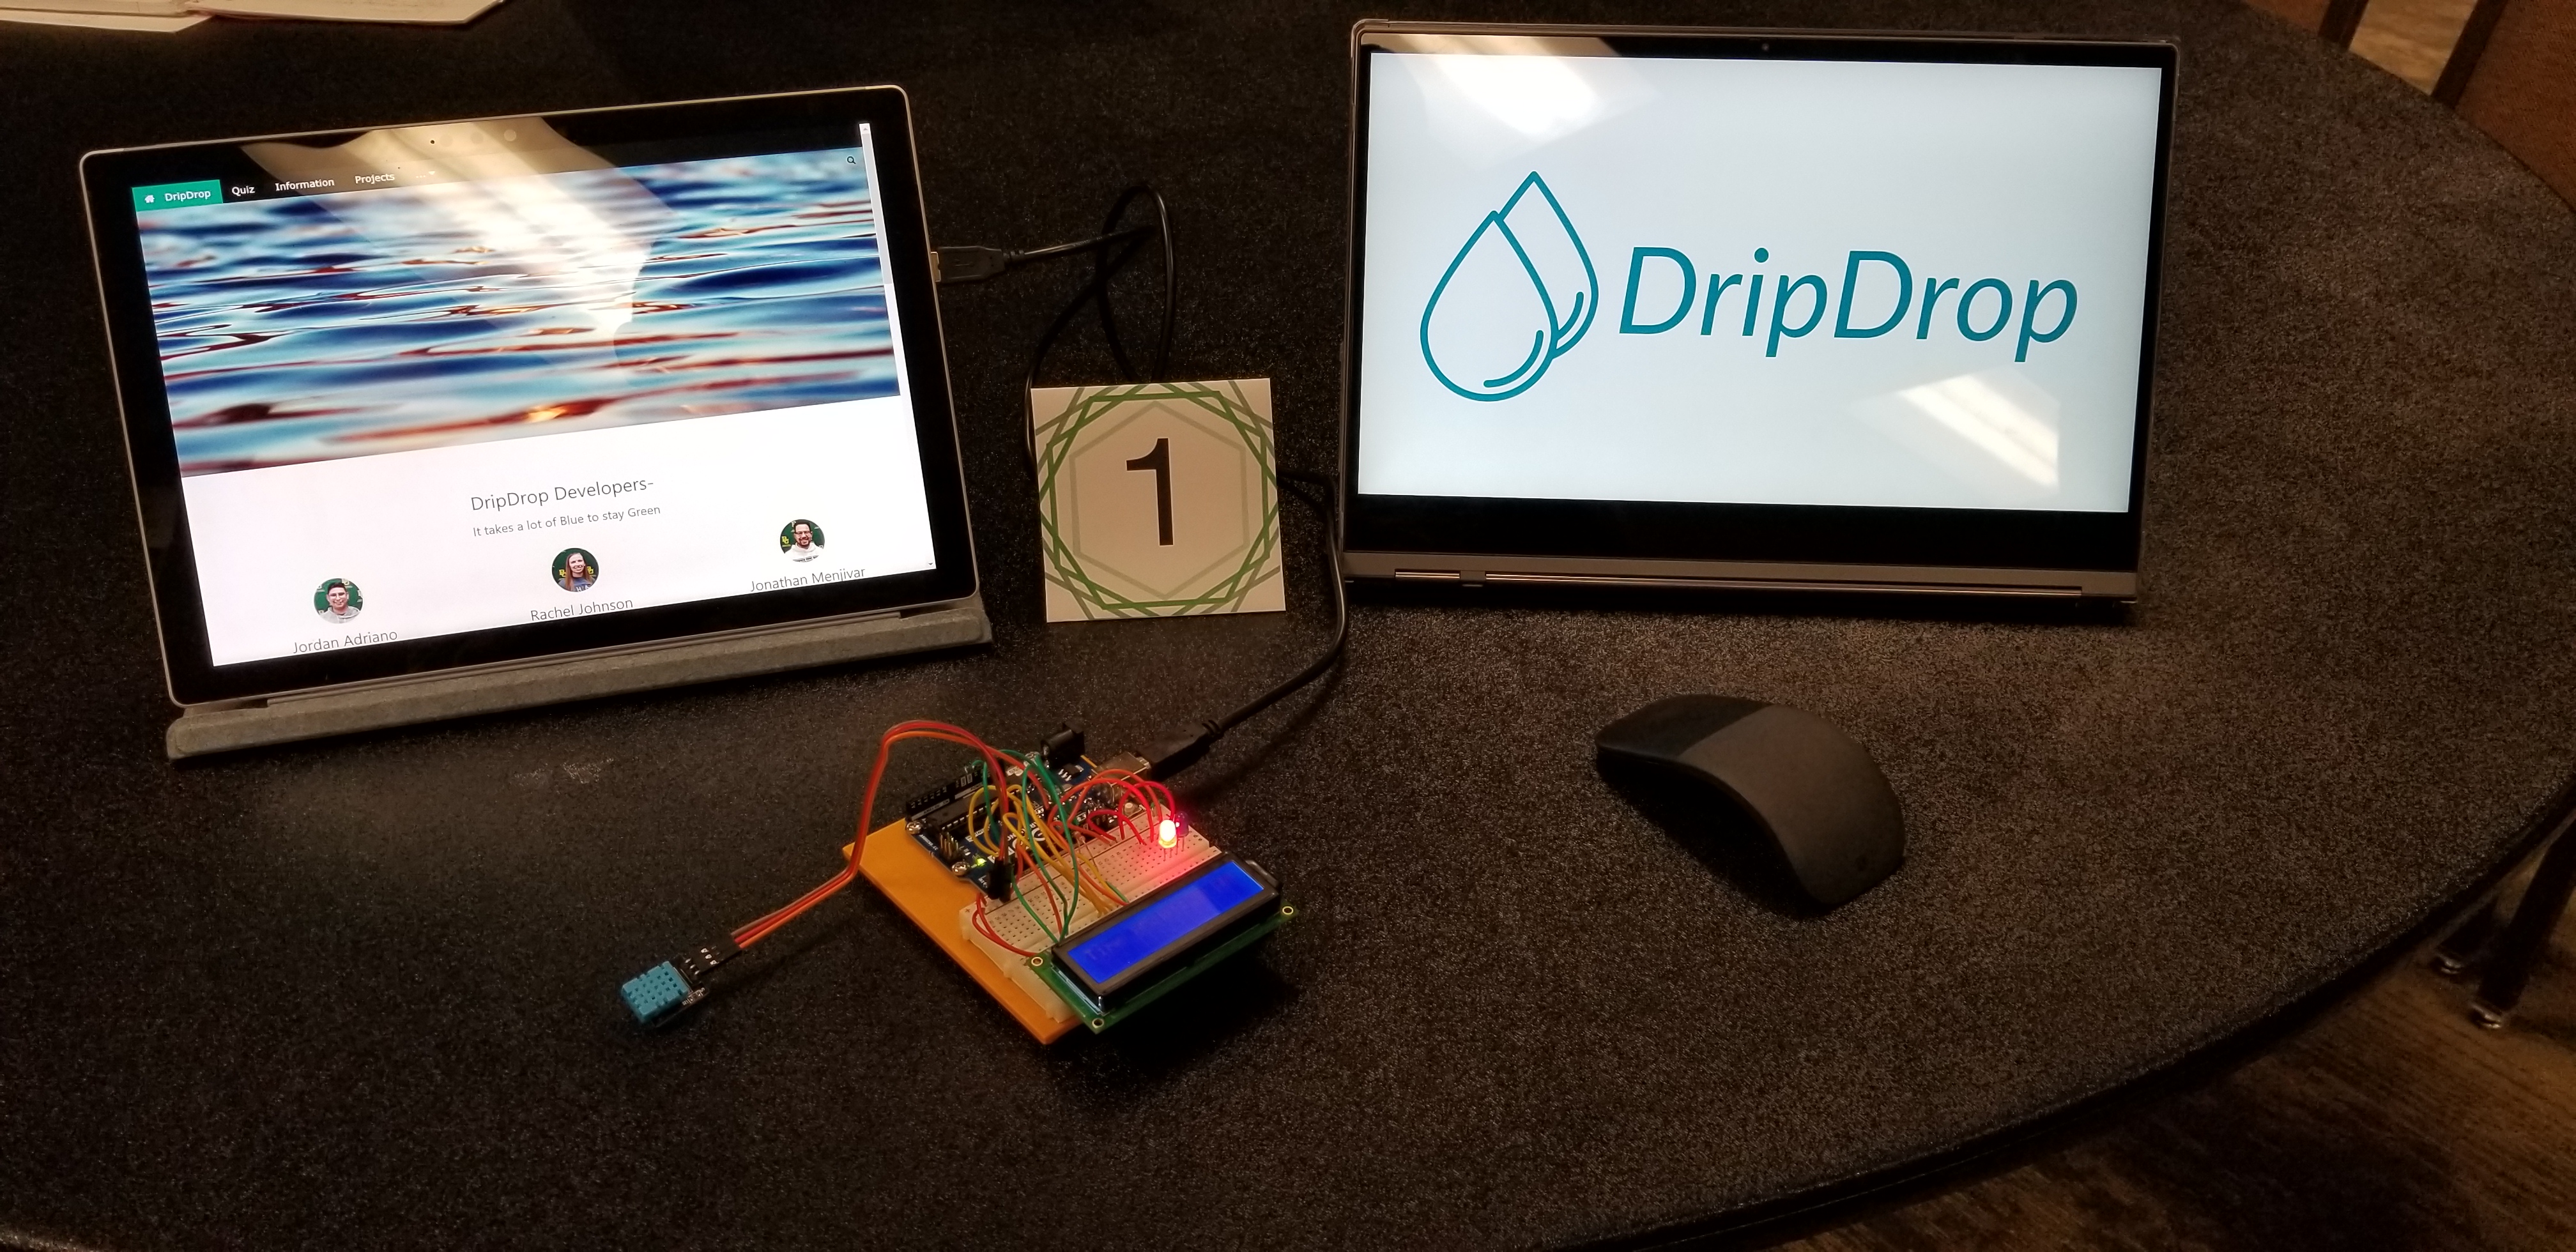 DripDrop Quiz Information Projects
DripDrop Developers-
It takes a lot of Blue to stay Green
Jordan Adriano
Rachel Johnson
Jonathan Menjivar
1
DripDrop